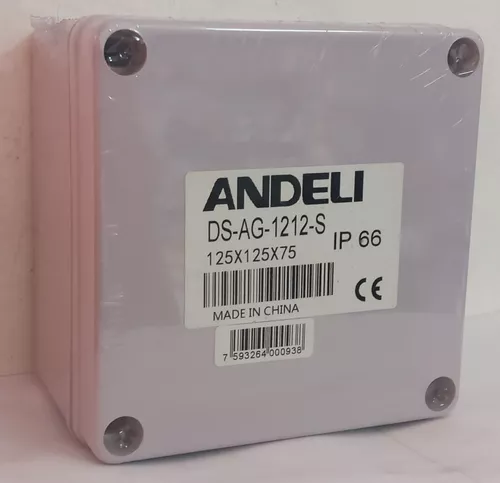 ANDELI
DS-AG-1212-S
125X125X75
IP 66
CE
MADE IN CHINA
7 593264 000938